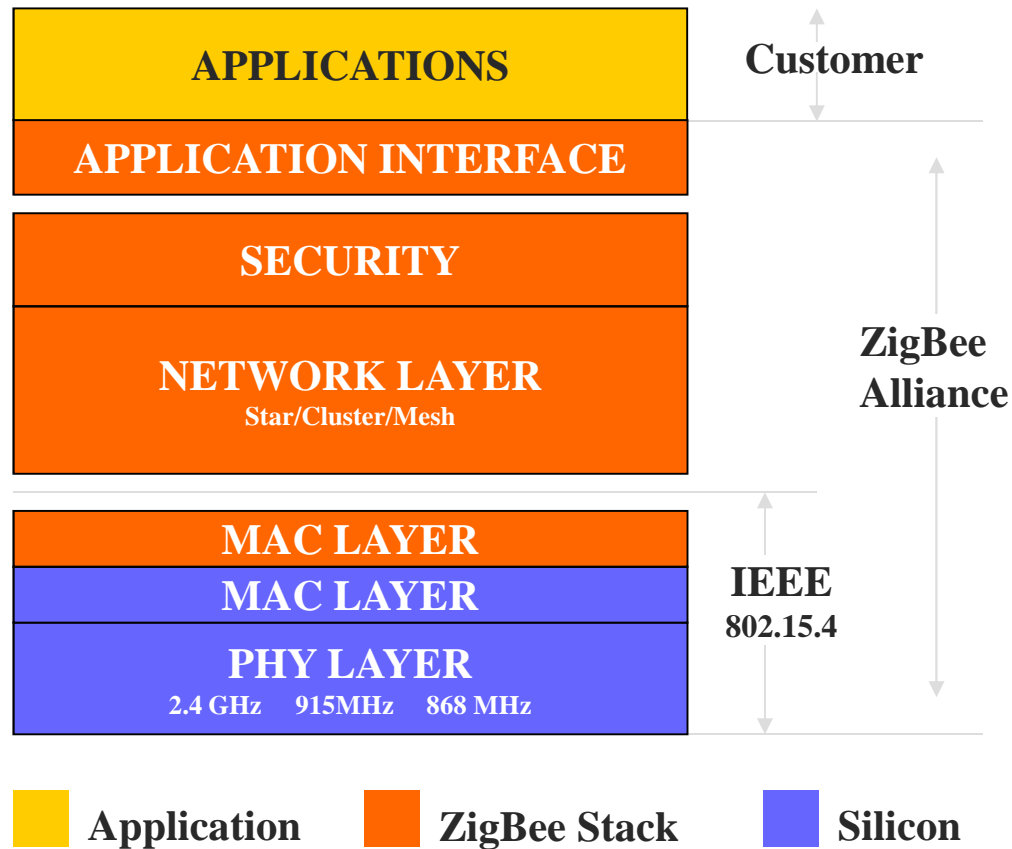 APPLICATIONS
Customer
APPLICATION INTERFACE
SECURITY
NETWORK LAYER
Star/Cluster/Mesh
ZigBee
Alliance
MAC LAYER
MAC LAYER
IEEE
802.15.4
PHY LAYER
2.4 GHz 915MHz 868 MHz
Application ZigBee Stack Silicon